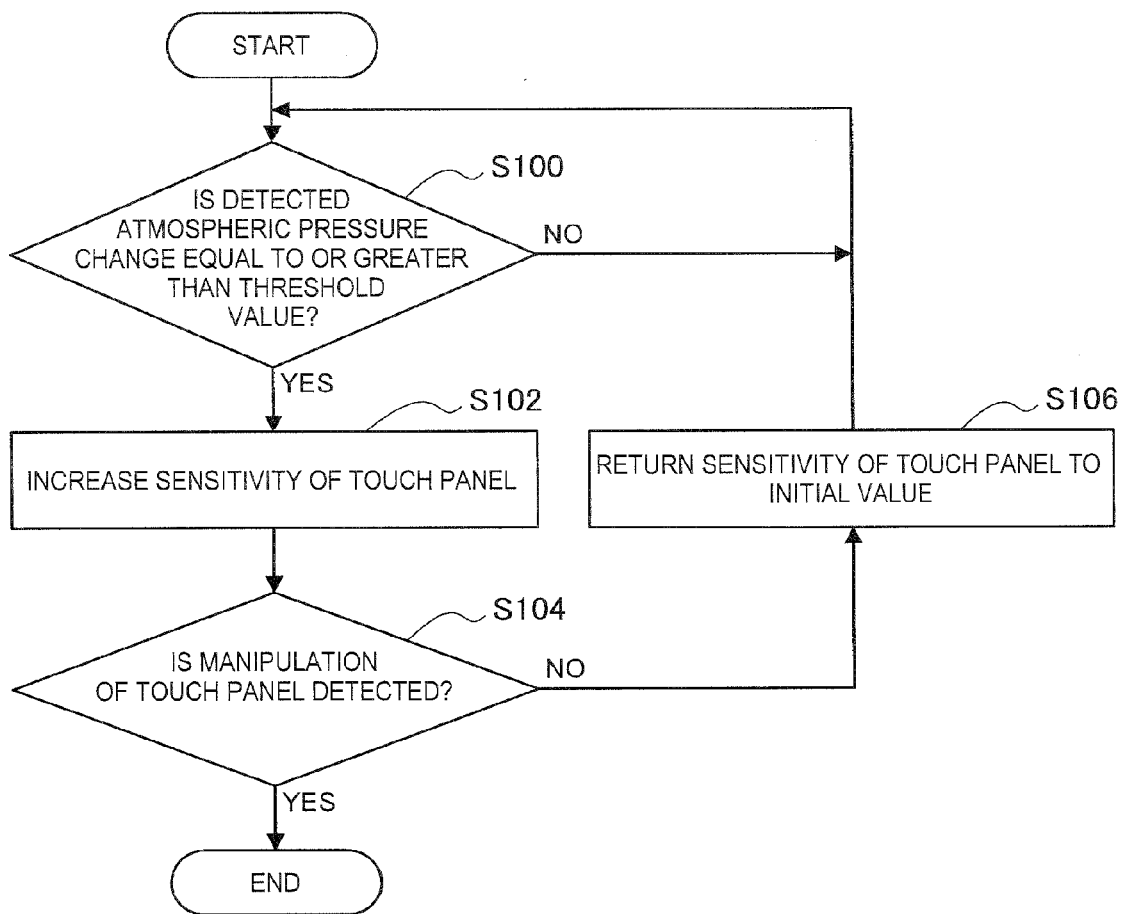 START
S100
IS DETECTED
ATMOSPHERIC PRESSURE
CHANGE EQUAL TO OR GREATER
THAN THRESHOLD
VALUE?
NO
YES
S102
INCREASE SENSITIVITY OF TOUCH PANEL
S106
RETURN SENSITIVITY OF TOUCH PANEL TO
INITIAL VALUE
S104
IS MANIPULATION
OF TOUCH PANEL DETECTED?
NO
YES
END